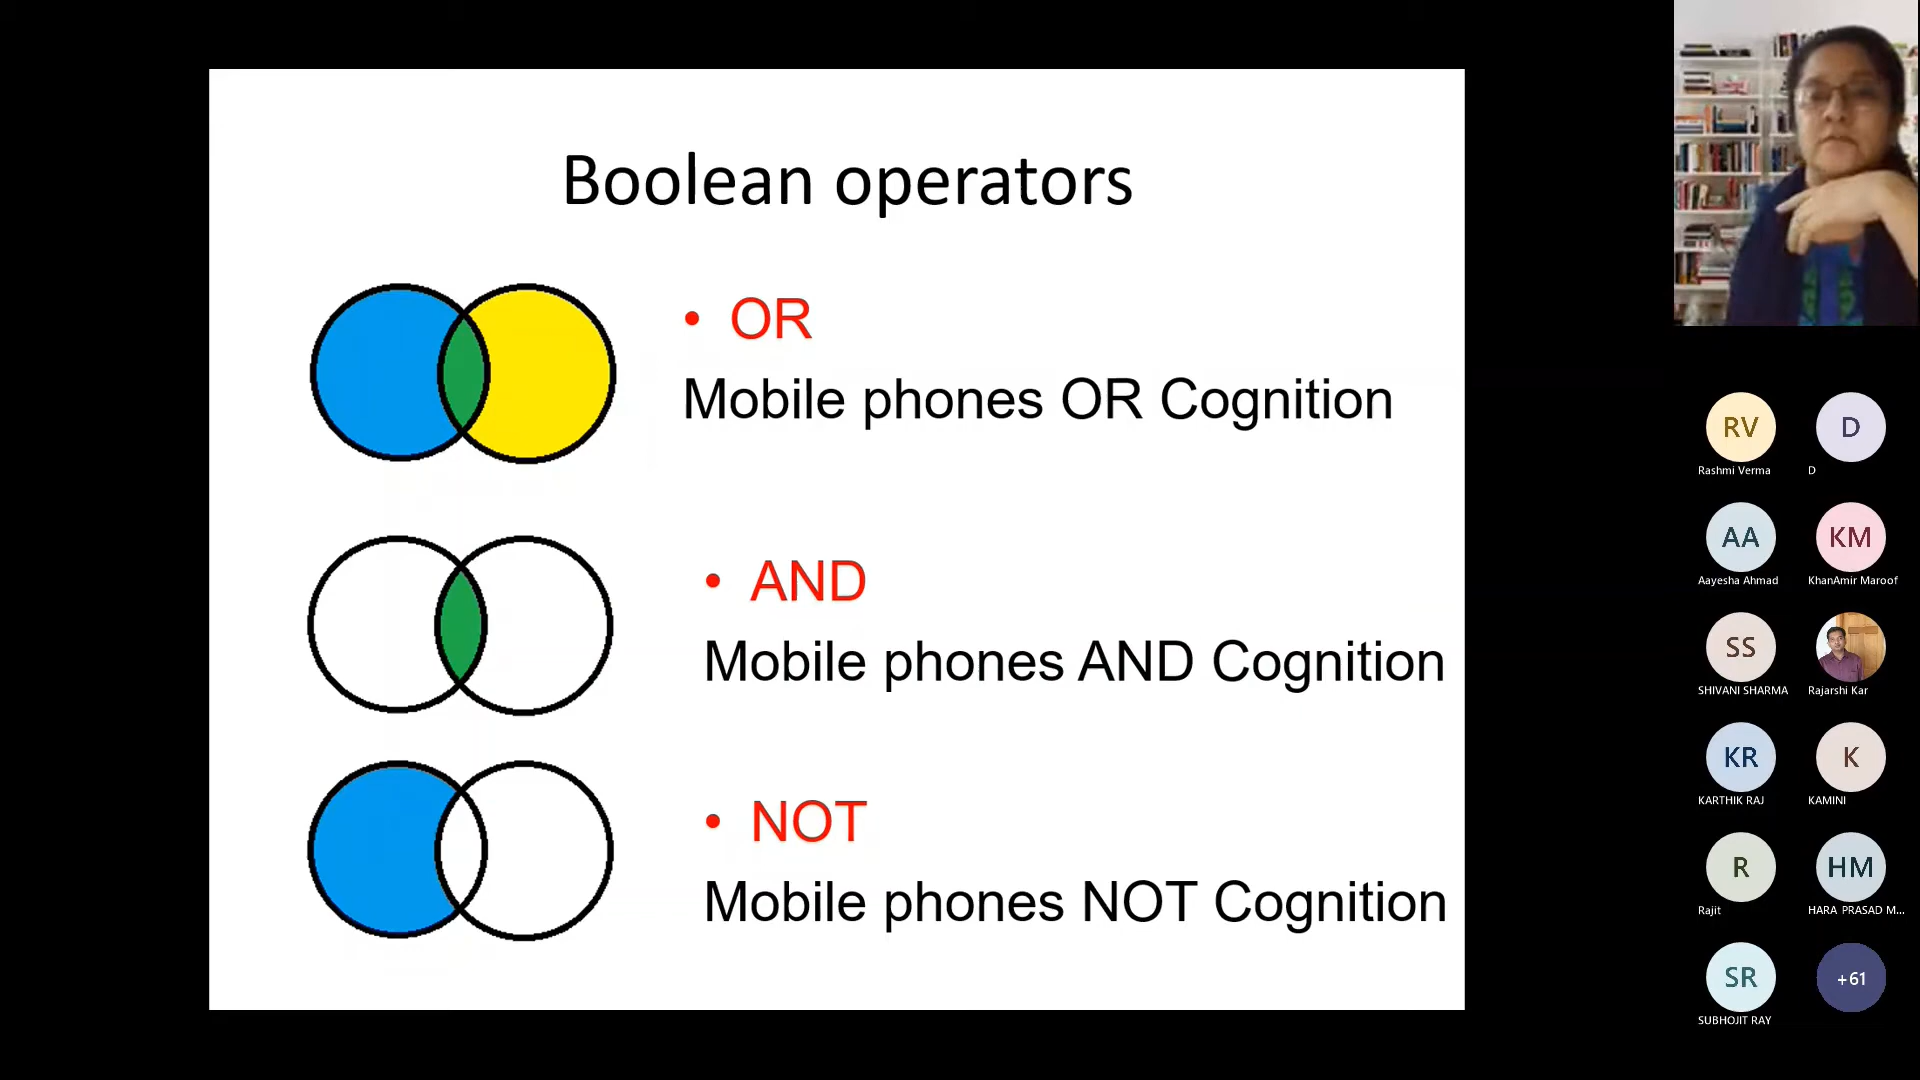 Boolean operators
• OR
Mobile phones OR Cognition
• AND
Mobile phones AND Cognition
• NOT
Mobile phones NOT Cognition
RV
Rashmi Verma
D
D
AA
Aayesha Ahmad
KM
KhanAmir Maroof
SS
SHIVANI SHARMA
Rajarshi Kar
KR
KARTHIK RAJ
K
KAMINI
R
Rajit
HM
HARA PRASAD M...
SR
SUBHOJIT RAY
+61